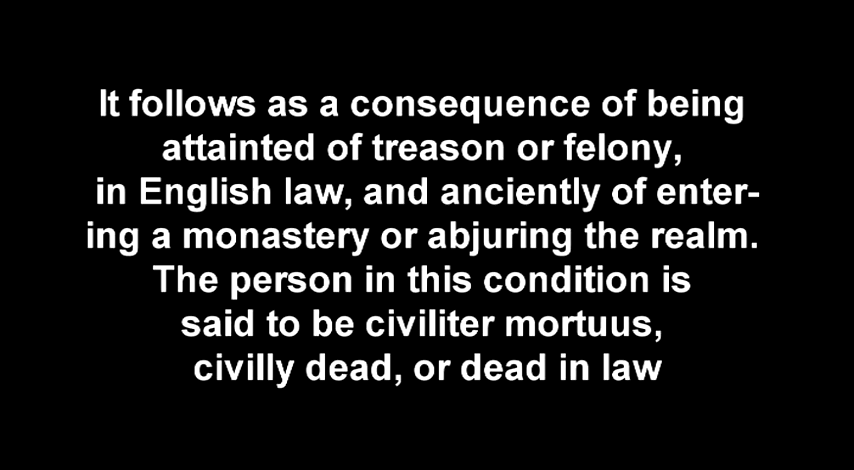 It follows as a consequence of being
attainted of treason or felony,
in English law, and anciently of enter-
ing a monastery or abjuring the realm.
The person in this condition is
said to be civiliter mortuus,
civilly dead, or dead in law